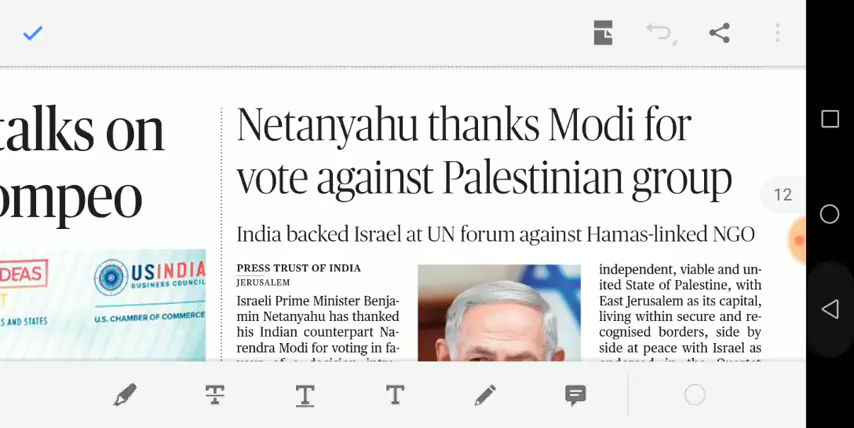 talks on
ompeo
IDEAS
USINDIA
BUSINESS COUNCIL
S AND STATES
U.S. CHAMBER OF COMMERCE
Netanyahu thanks Modi for
vote against Palestinian group
India backed Israel at UN forum against Hamas-linked NGO
PRESS TRUST OF INDIA
JERUSALEM
Israeli Prime Minister Benja-
min Netanyahu has thanked
his Indian counterpart Na-
rendra Modi for voting in fa-
independent, viable and un-
ited State of Palestine, with
East Jerusalem as its capital,
living within secure and re-
cognised borders, side by
side at peace with Israel as
12
T
T
T